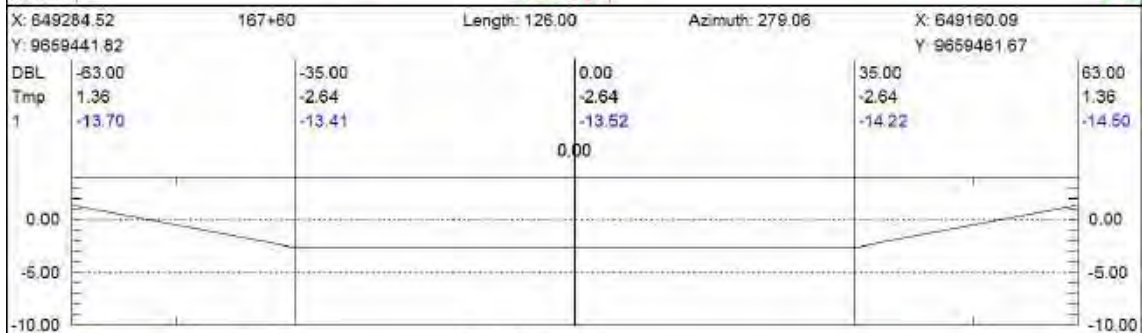 X: 649284.52 167+60 Length: 126.00 Azimuth: 279.06 X: 649160.09
Y: 9659441.82 Y: 9659461.67
DBL -63.00 -35.00 0.00 35.00 63.00
Tmp 1.36 -2.64 -2.64 -2.64 1.36
1 -13.70 -13.41 -13.52 -14.22 -14.50
0.00
0.00 0.00
-5.00 -5.00
-10.00 -10.00